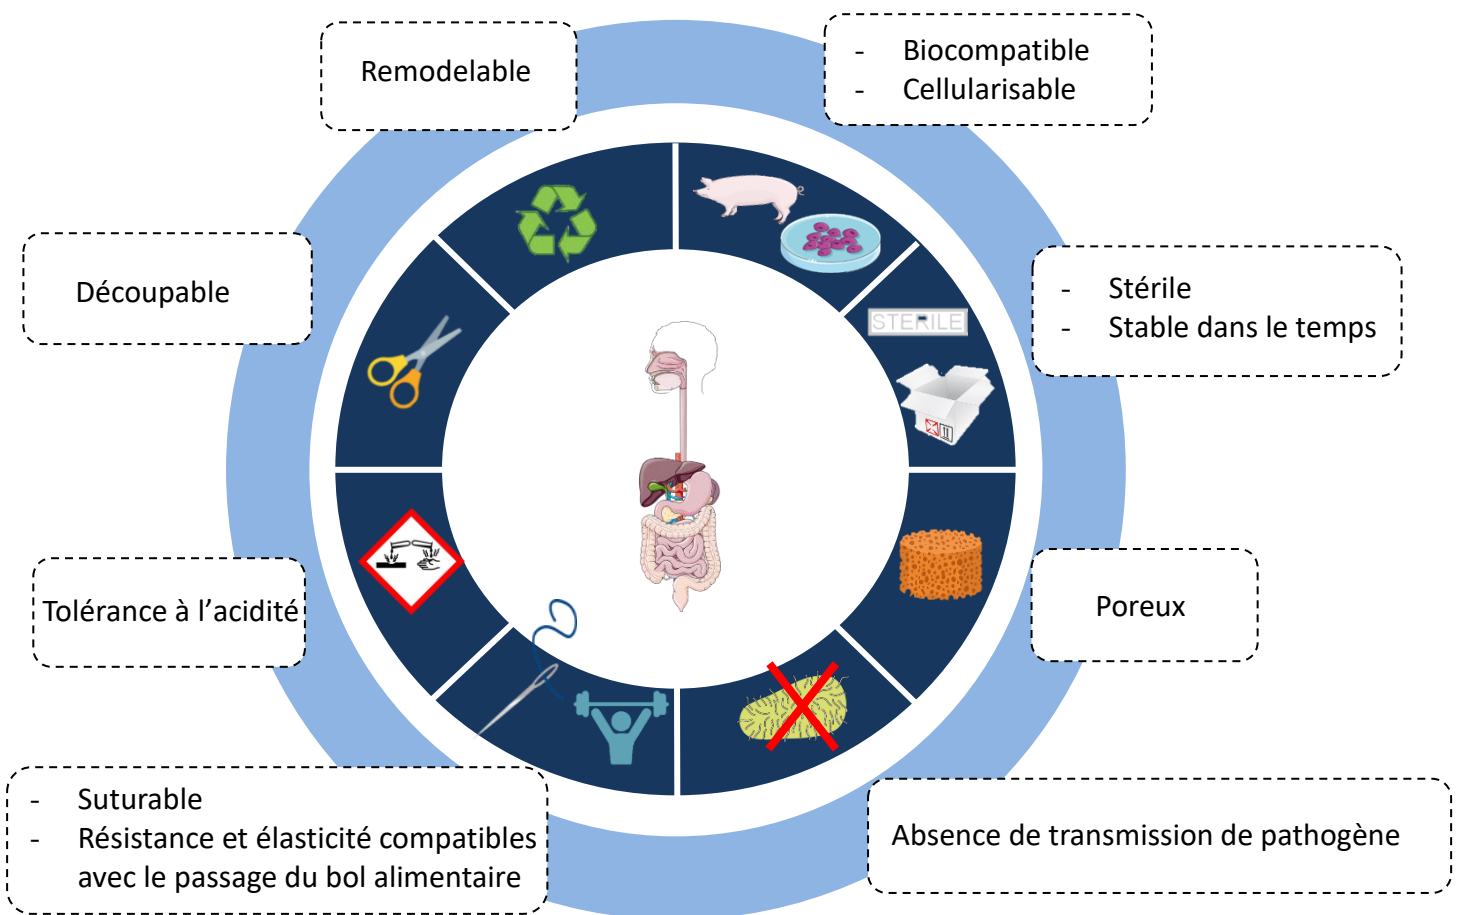 Remodelable
- Biocompatible
- Cellularisable
Découpable
- Stérile
- Stable dans le temps
STERILE
Tolérance à l’acidité
Poreux
- Suturable
- Résistance et élasticité compatibles
avec le passage du bol alimentaire
Absence de transmission de pathogène